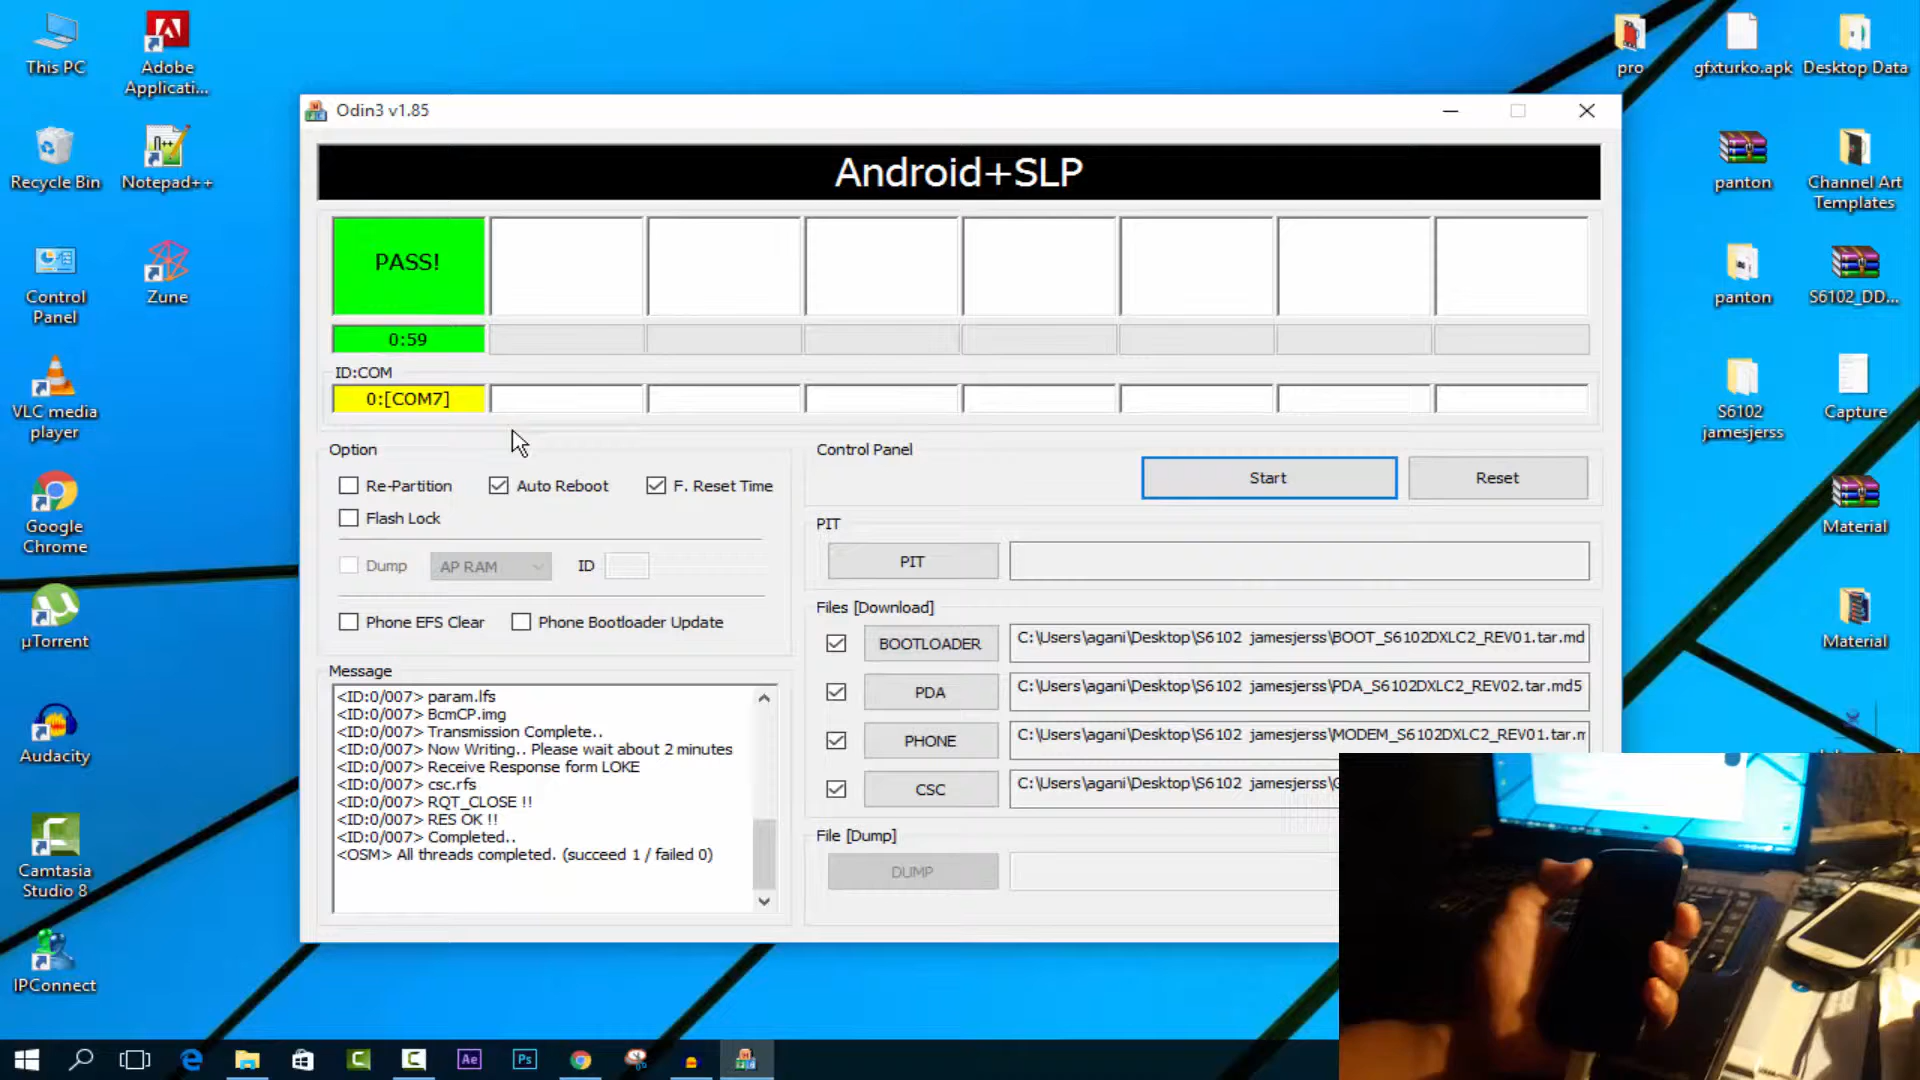 This PC
Adobe
Applicati...
Recycle Bin
Notepad++
Control
Panel
Zune
VLC media
player
Google
Chrome
µTorrent
Audacity
Camtasia
Studio 8
IPConnect
pro
gfxturko.apk
Desktop Data
panton
Channel Art
Templates
panton
S6102_DD...
S6102
jamesjerss
Capture
Material
Material
Odin3 v1.85
Android+SLP
PASS!
0:59
ID:COM
0:[COM7]
Option
Re-Partition
Auto Reboot
F. Reset Time
Flash Lock
Dump
AP RAM
ID
Phone EFS Clear
Phone Bootloader Update
Message
<ID:0/007> param.lfs
<ID:0/007> BcmCP.img
<ID:0/007> Transmission Complete..
<ID:0/007> Now Writing.. Please wait about 2 minutes
<ID:0/007> Receive Response form LOKE
<ID:0/007> csc.rfs
<ID:0/007> RQT_CLOSE !!
<ID:0/007> RES OK !!
<ID:0/007> Completed..
<OSM> All threads completed. (succeed 1 / failed 0)
Control Panel
Start
Reset
PIT
PIT
Files [Download]
BOOTLOADER
C:\Users\agani\Desktop\S6102 jamesjerss\BOOT_S6102DXLC2_REV01.tar.md
PDA
C:\Users\agani\Desktop\S6102 jamesjerss\PDA_S6102DXLC2_REV02.tar.md5
PHONE
C:\Users\agani\Desktop\S6102 jamesjerss\MODEM_S6102DXLC2_REV01.tar.m
CSC
C:\Users\agani\Desktop\S6102 jamesjerss\
File [Dump]
DUMP
Ae
Ps